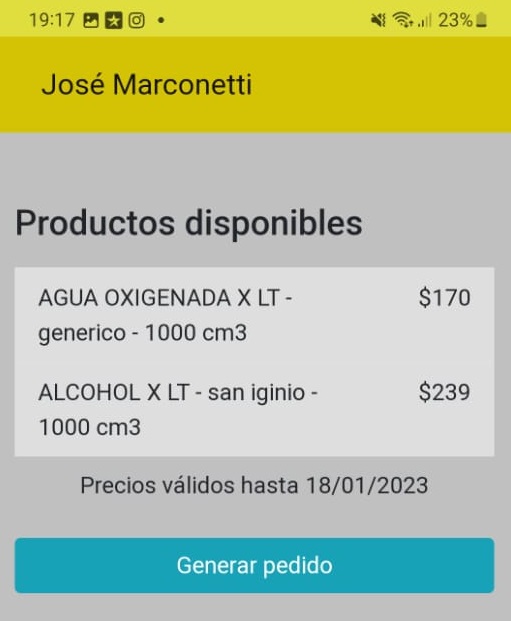 19:17
23%
José Marconetti
Productos disponibles
AGUA OXIGENADA X LT - $170
generico - 1000 cm3
ALCOHOL X LT - san iginio - $239
1000 cm3
Precios válidos hasta 18/01/2023
Generar pedido